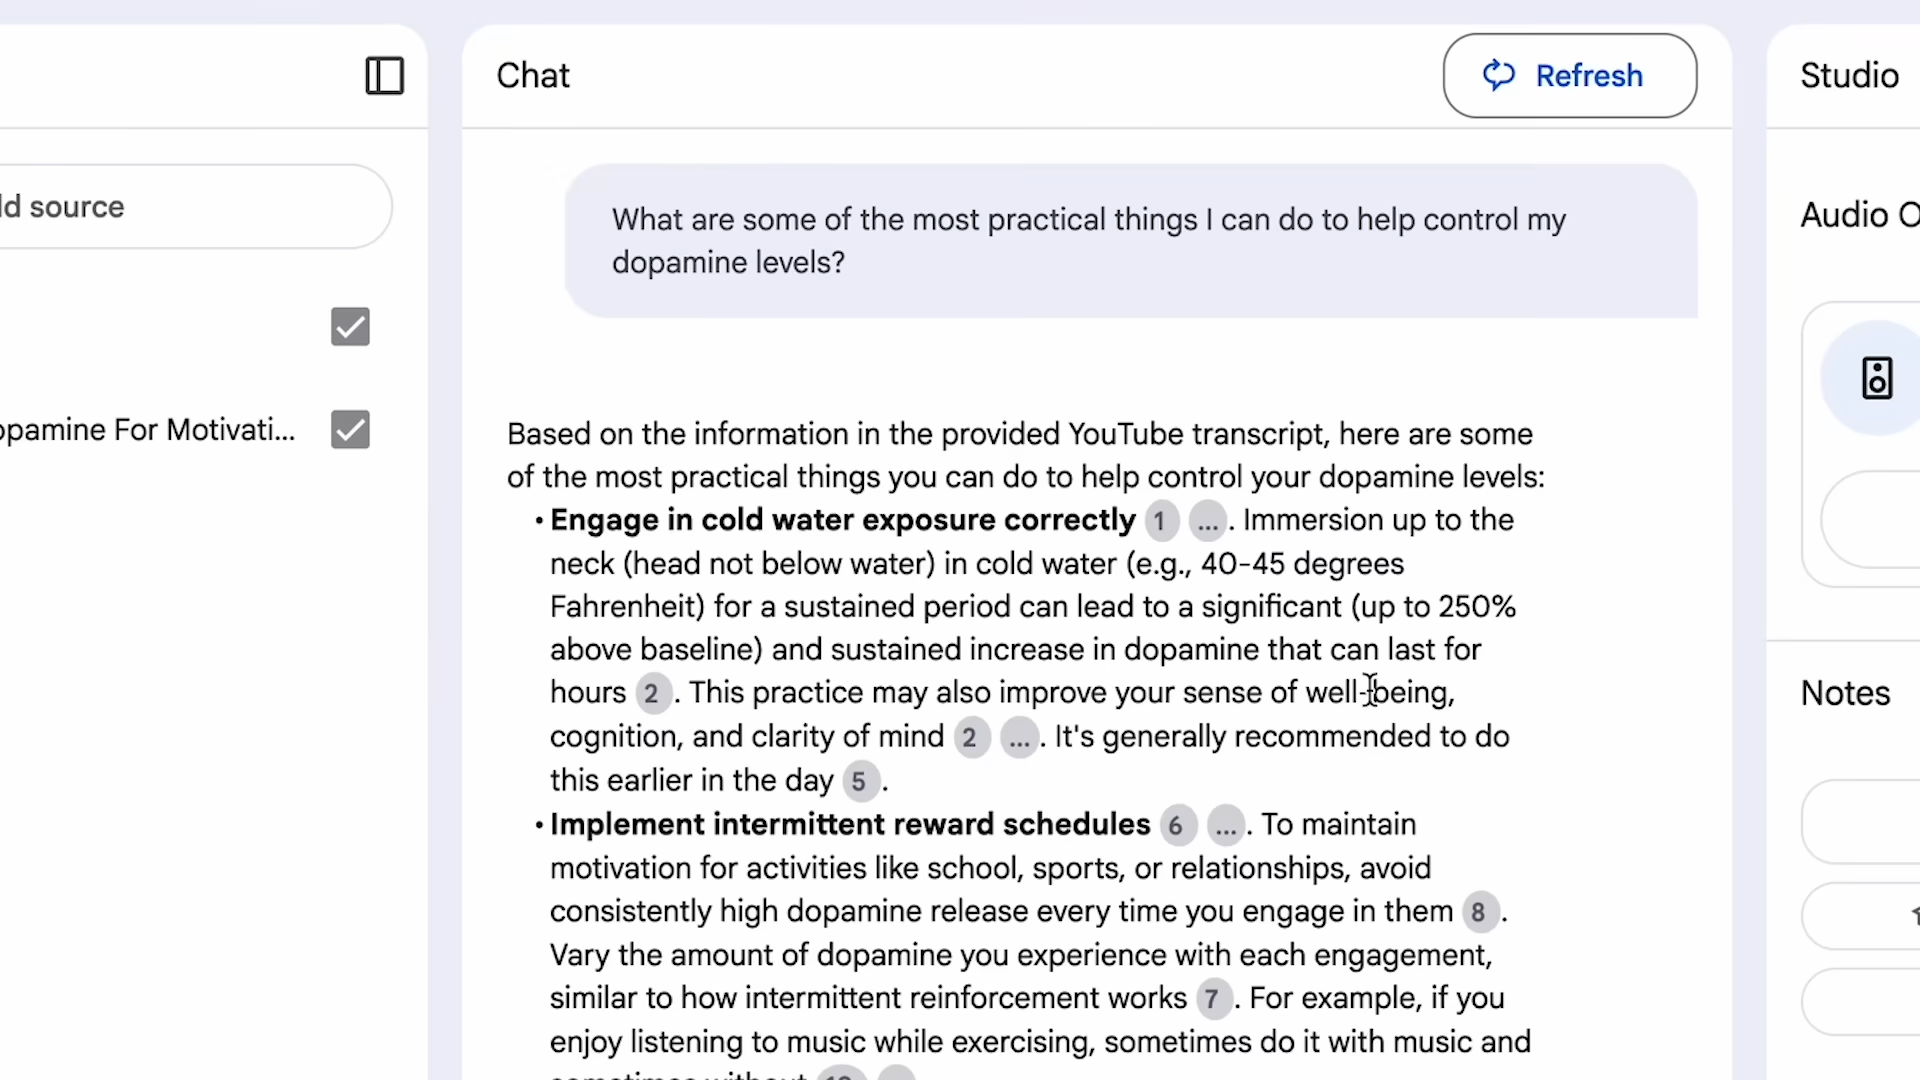 Chat
Refresh
Studio
source
What are some of the most practical things I can do to help control my
dopamine levels?
Audio
opamine For Motivati...
Based on the information in the provided YouTube transcript, here are some
of the most practical things you can do to help control your dopamine levels:
• Engage in cold water exposure correctly 1 ... . Immersion up to the
neck (head not below water) in cold water (e.g., 40-45 degrees
Fahrenheit) for a sustained period can lead to a significant (up to 250%
above baseline) and sustained increase in dopamine that can last for
hours 2 . This practice may also improve your sense of well-being,
Notes
cognition, and clarity of mind 2 ... . It's generally recommended to do
this earlier in the day 5 .
• Implement intermittent reward schedules 6 ... . To maintain
motivation for activities like school, sports, or relationships, avoid
consistently high dopamine release every time you engage in them 8 .
Vary the amount of dopamine you experience with each engagement,
similar to how intermittent reinforcement works 7 . For example, if you
enjoy listening to music while exercising, sometimes do it with music and